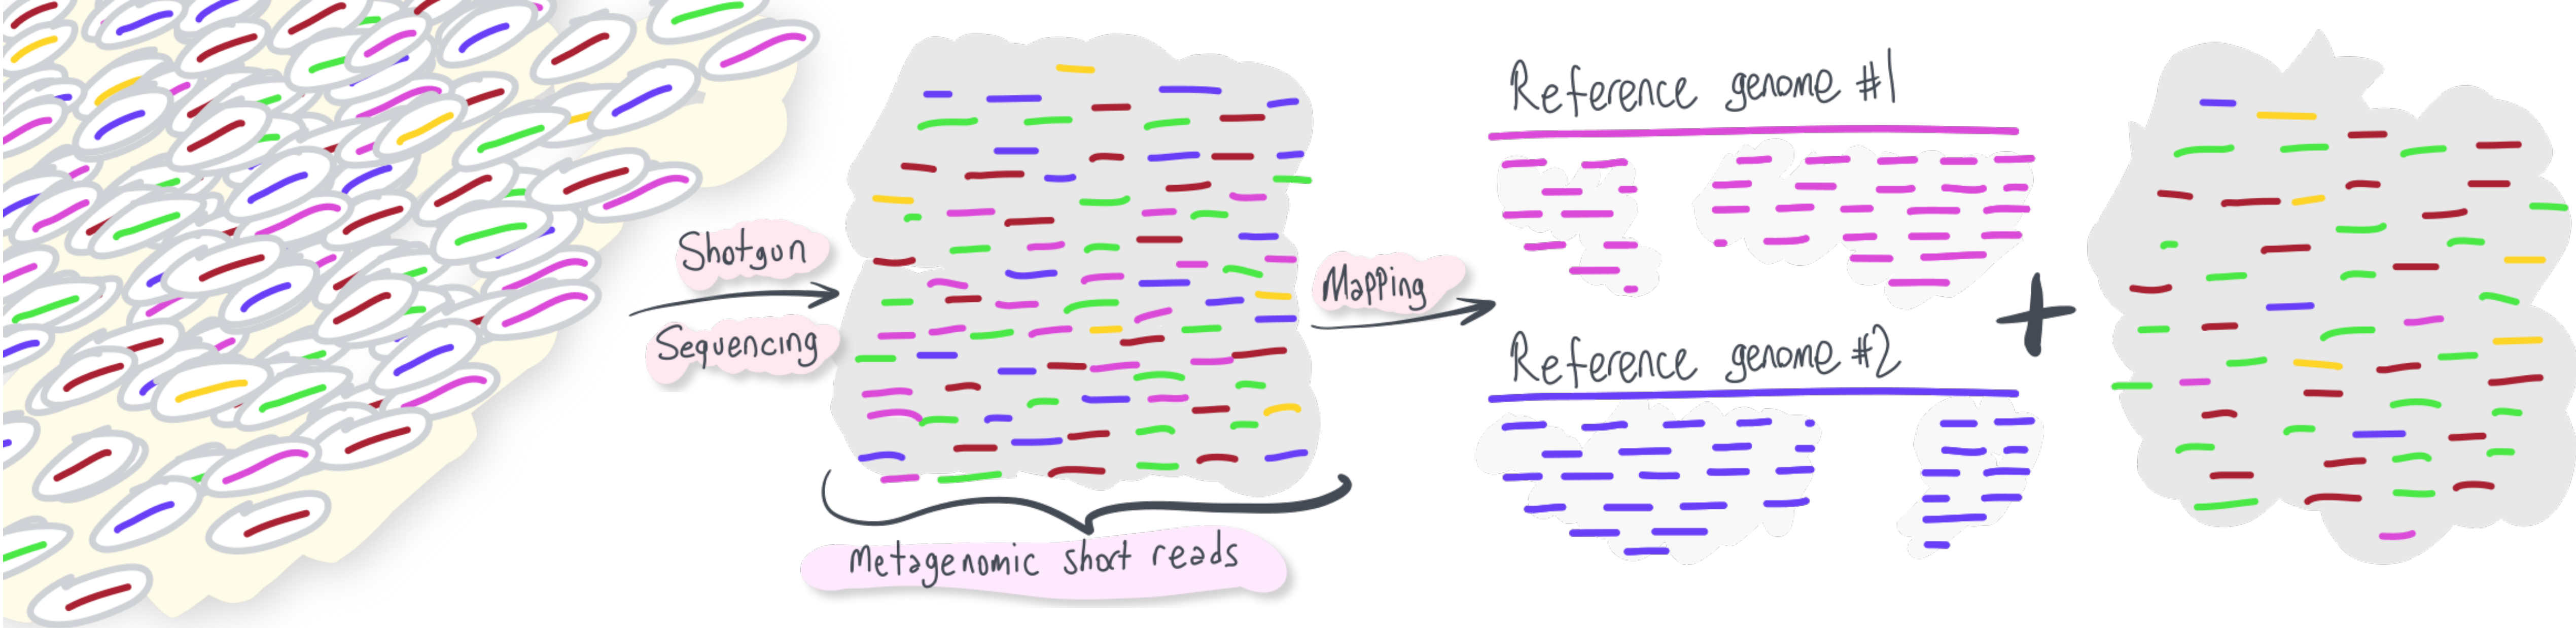 Shotgun
Sequencing
Metagenomic short reads
Mapping
Reference genome #1
Reference genome #2
+